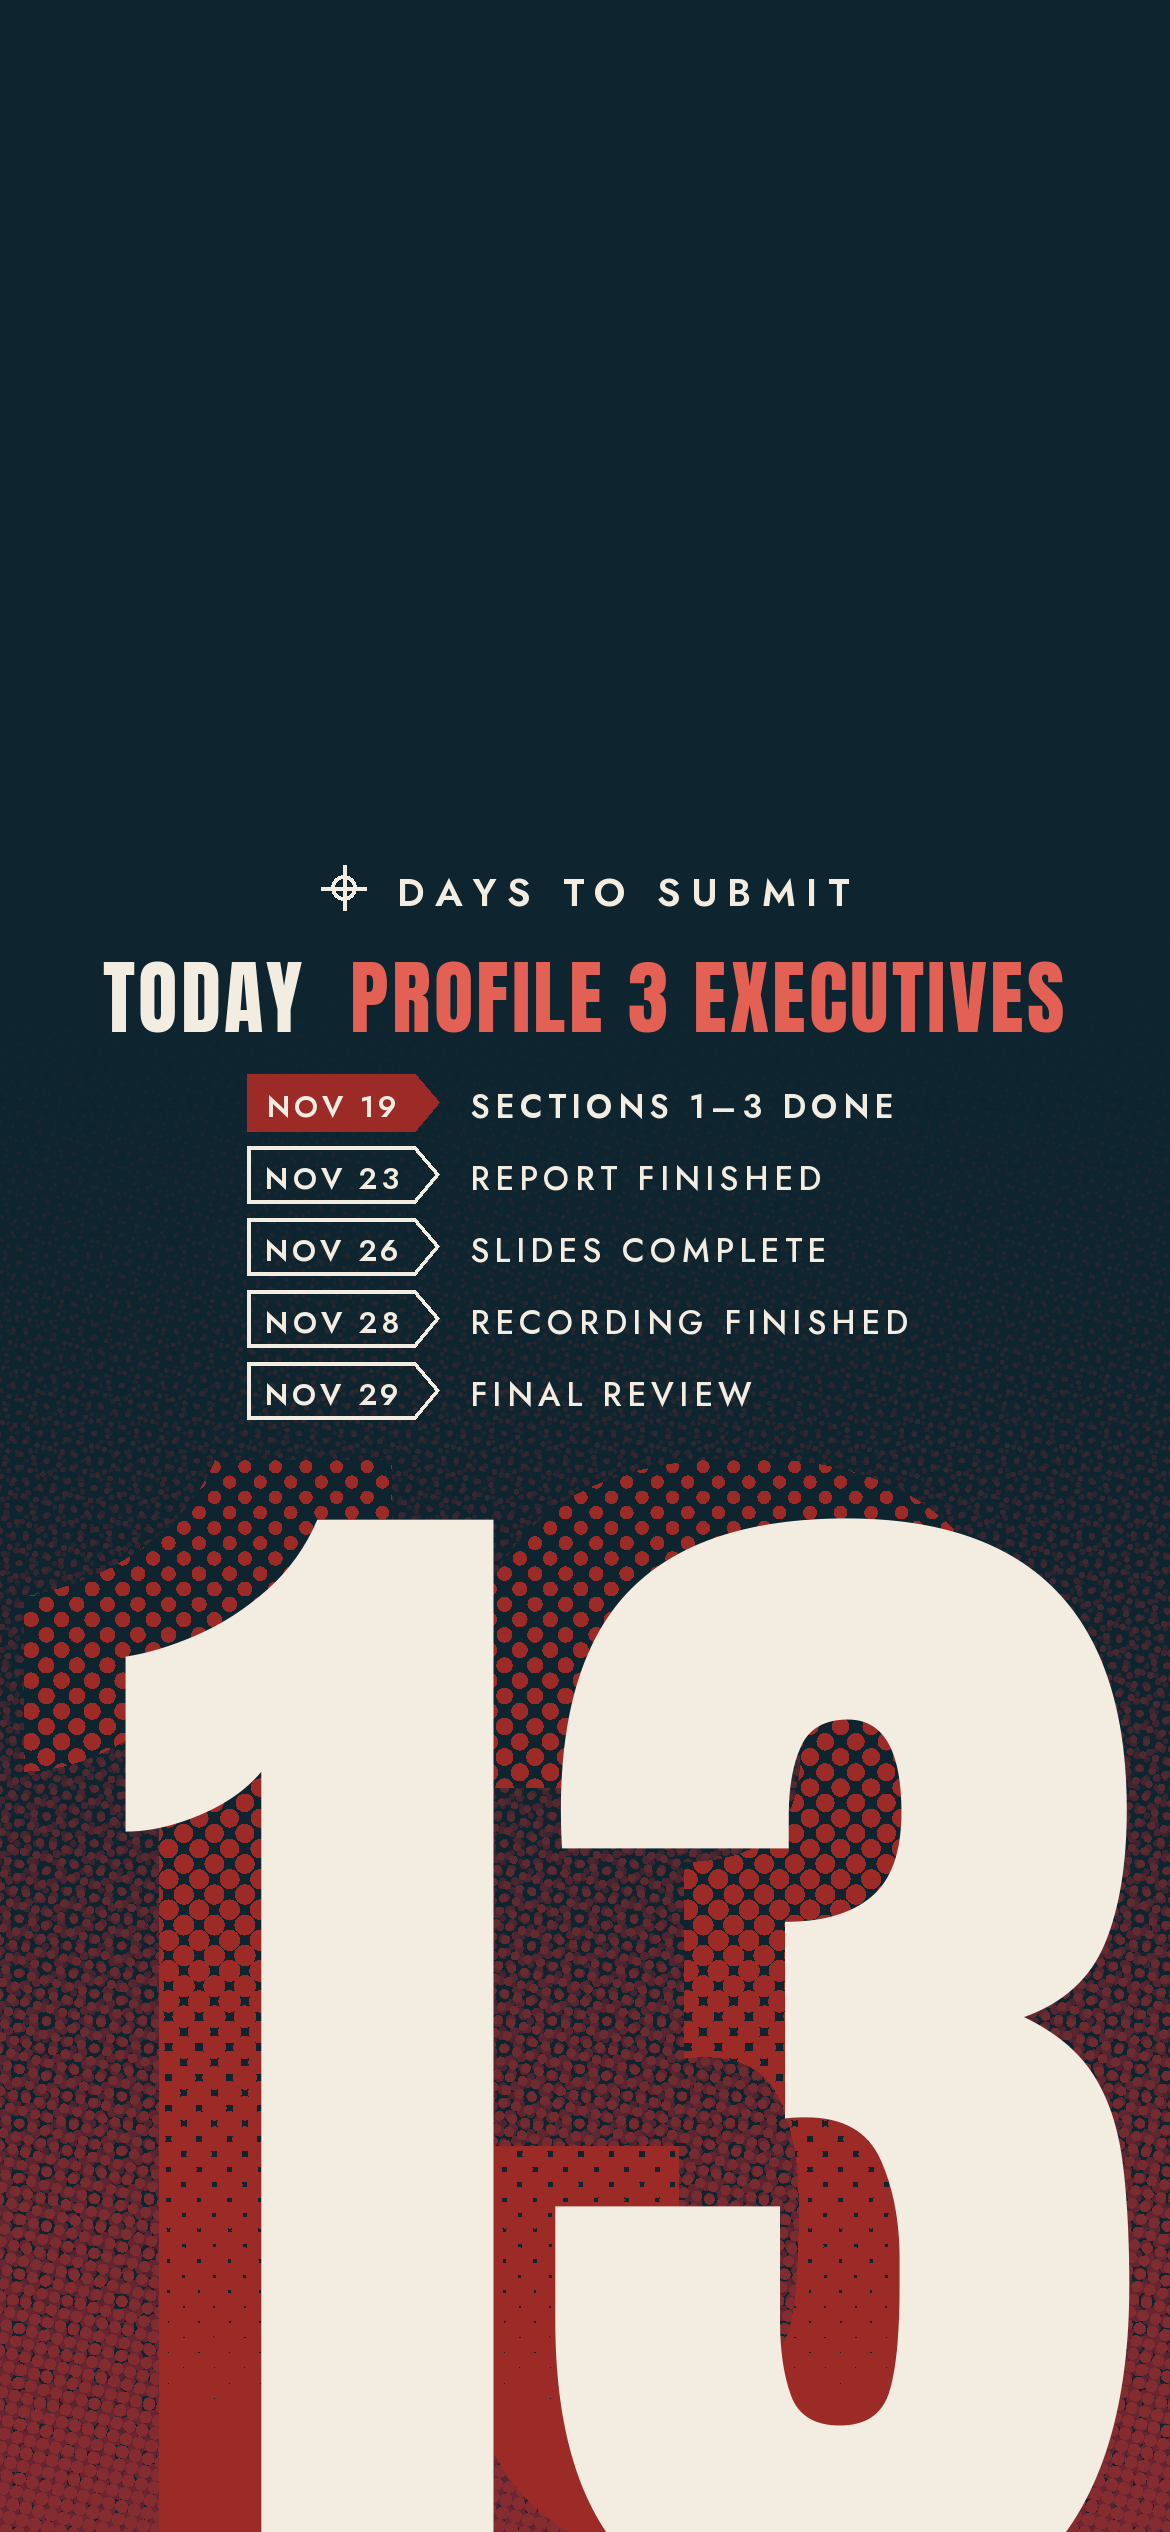 DAYS TO SUBMIT
TODAY PROFILE 3 EXECUTIVES
NOV 19 SECTIONS 1–3 DONE
NOV 23 REPORT FINISHED
NOV 26 SLIDES COMPLETE
NOV 28 RECORDING FINISHED
NOV 29 FINAL REVIEW
13